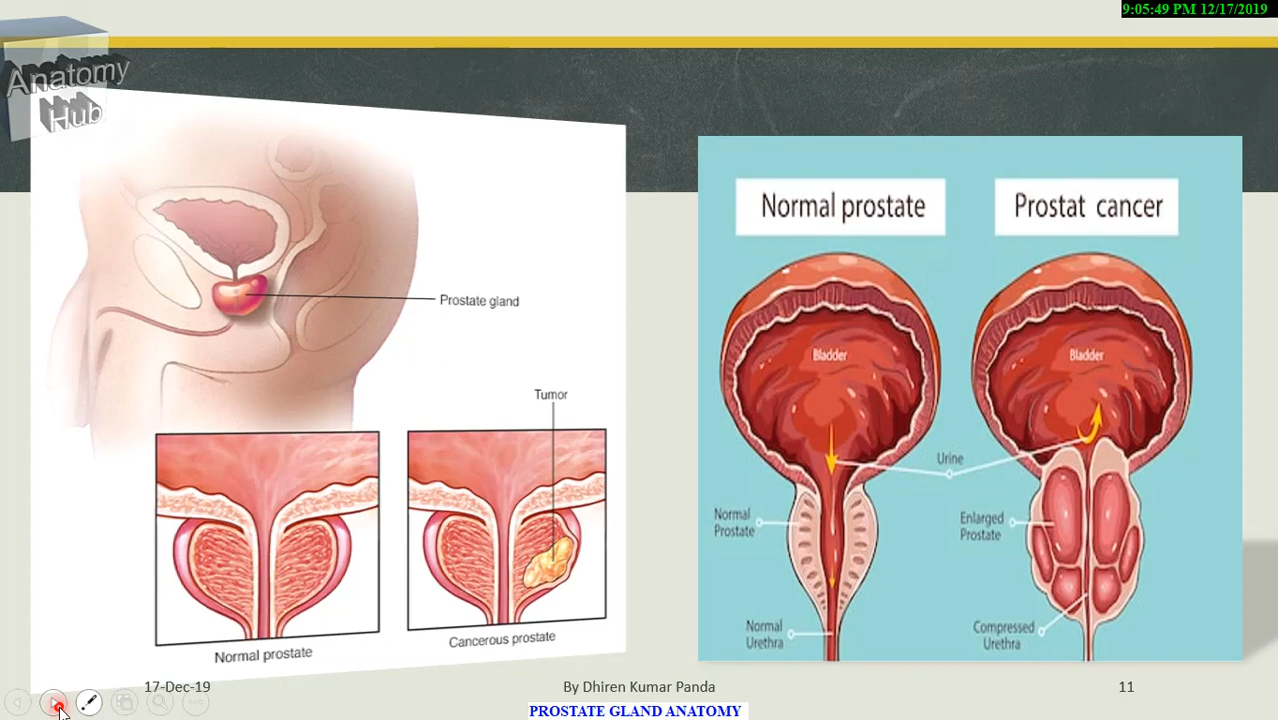 9:05:49 PM 12/17/2019
Anatomy
Hub
Prostate gland
Tumor
Normal prostate
Cancerous prostate
Normal prostate
Prostat cancer
Bladder
Bladder
Urine
Normal
Prostate
Enlarged
Prostate
Normal
Urethra
Compressed
Urethra
17-Dec-19
By Dhiren Kumar Panda
11
PROSTATE GLAND ANATOMY